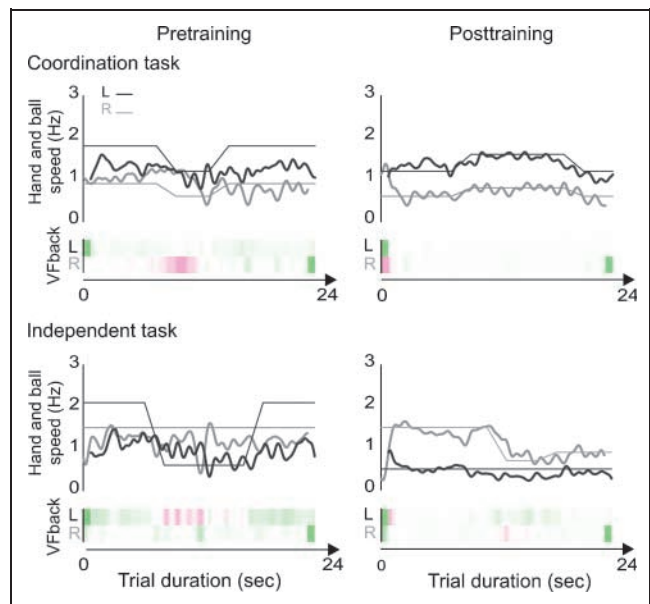 Pretraining
Posttraining
Coordination task
Hand and ball
speed (Hz)
3
2
1
0
L
R
3
2
1
0
VFback
L
R
0
24
L
R
0
24
Independent task
Hand and ball
speed (Hz)
3
2
1
0
3
2
1
0
VFback
L
R
0
24
Trial duration (sec)
L
R
0
24
Trial duration (sec)